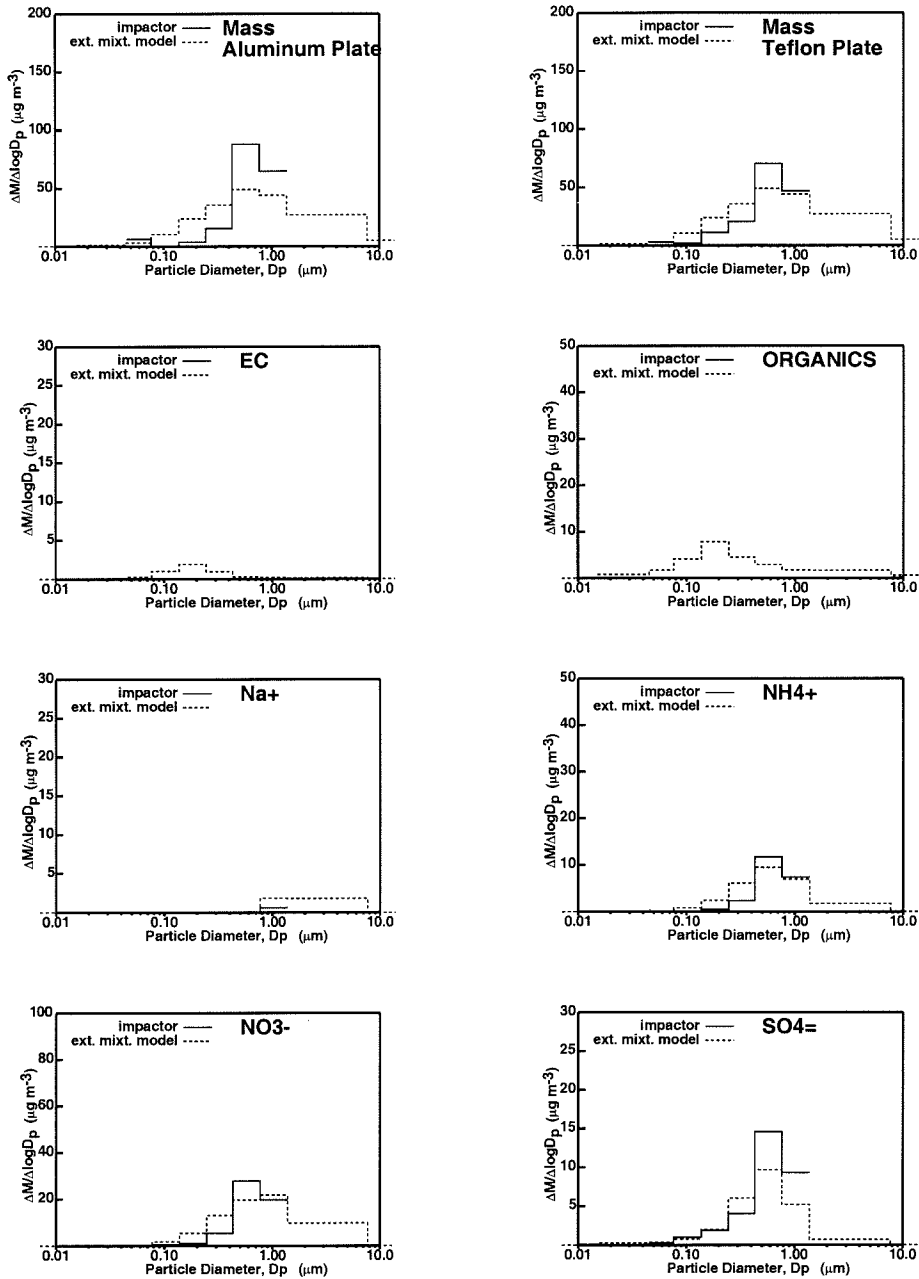 200
impactor
ext. mixt. model
Mass
Aluminum Plate
150
100
50
ΔM/ΔlogDp (μg m-3)
0.01 0.10 1.00 10.0
Particle Diameter, Dp (μm)
200
impactor
ext. mixt. model
Mass
Teflon Plate
150
100
50
ΔM/ΔlogDp (μg m-3)
0.01 0.10 1.00 10.0
Particle Diameter, Dp (μm)
30
impactor
ext. mixt. model
EC
25
20
15
10
5
ΔM/ΔlogDp (μg m-3)
0.01 0.10 1.00 10.0
Particle Diameter, Dp (μm)
50
impactor
ext. mixt. model
ORGANICS
40
30
20
10
ΔM/ΔlogDp (μg m-3)
0.01 0.10 1.00 10.0
Particle Diameter, Dp (μm)
30
impactor
ext. mixt. model
Na+
25
20
15
10
5
ΔM/ΔlogDp (μg m-3)
0.01 0.10 1.00 10.0
Particle Diameter, Dp (μm)
50
impactor
ext. mixt. model
NH4+
40
30
20
10
ΔM/ΔlogDp (μg m-3)
0.01 0.10 1.00 10.0
Particle Diameter, Dp (μm)
100
impactor
ext. mixt. model
NO3-
80
60
40
20
ΔM/ΔlogDp (μg m-3)
0.01 0.10 1.00 10.0
Particle Diameter, Dp (μm)
30
impactor
ext. mixt. model
SO4=
25
20
15
10
5
ΔM/ΔlogDp (μg m-3)
0.01 0.10 1.00 10.0
Particle Diameter, Dp (μm)